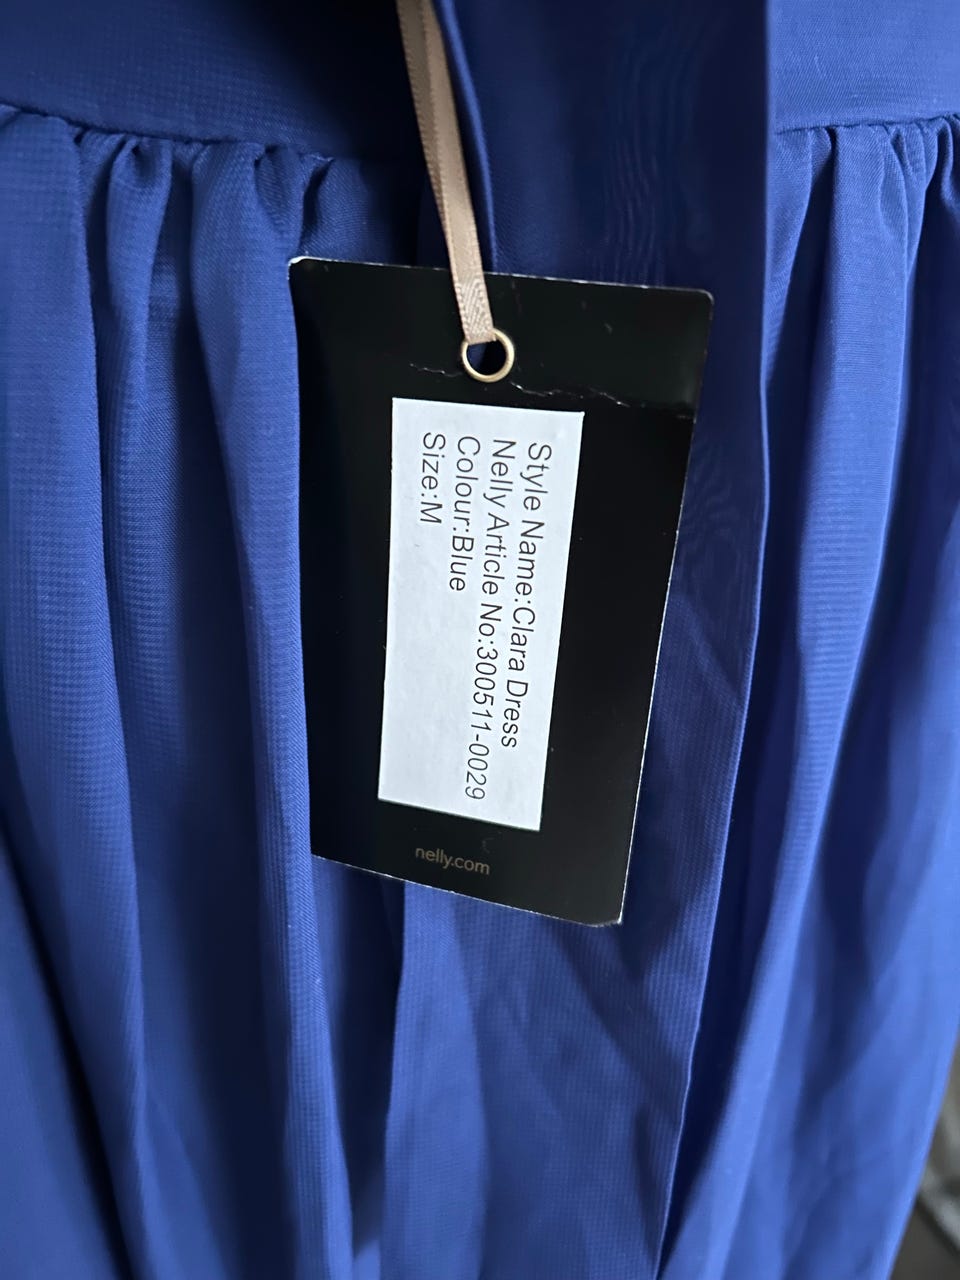 Style Name:Clara Dress
Nelly Article No:300511-0029
Colour:Blue
Size:M
nelly.com